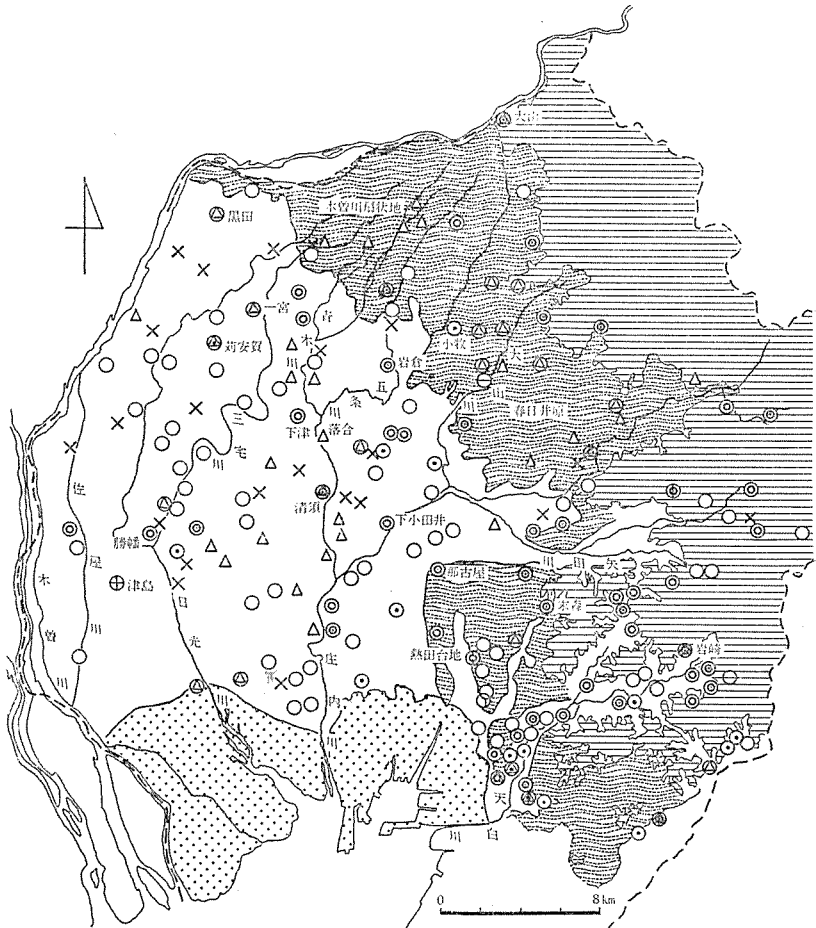 犬山
木曽川扇状地
黒田
一宮
青木川
苅安賀
小牧
大山川
岩倉
五条川
春日井原
三宅川
下津
落合
清須
下小田井
勝幡
佐屋川
津島
木曽川
日光川
庄内川
那古屋
矢田川
末森
熱田台地
岩崎
天白川
0 8km